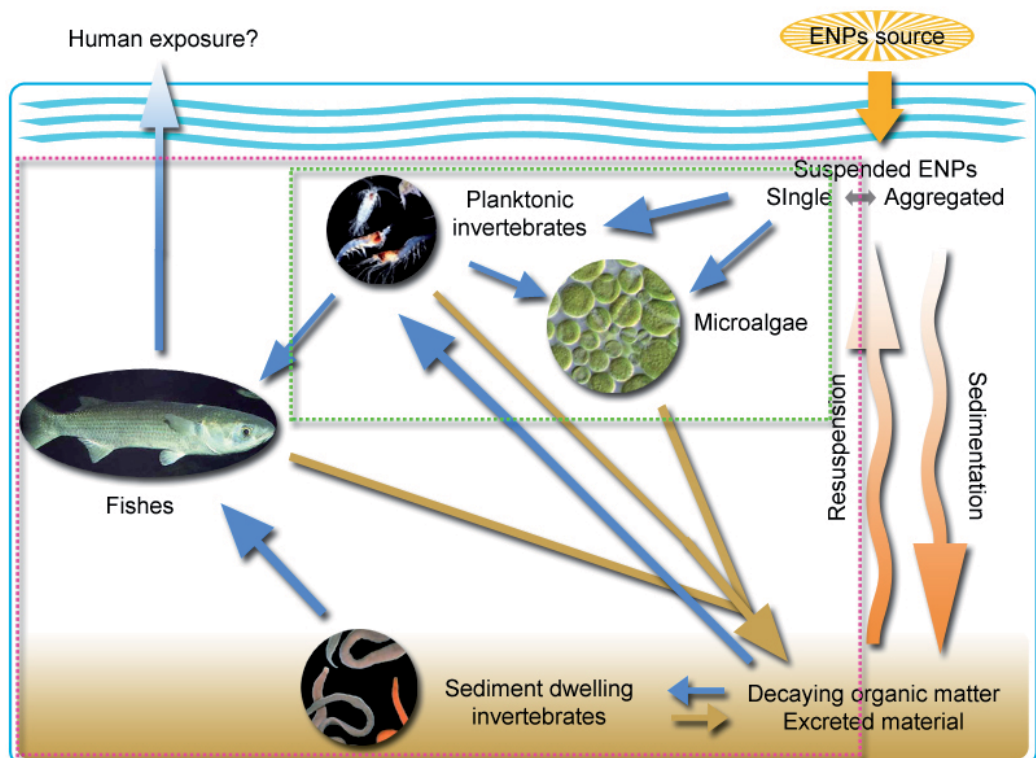 Human exposure?
ENPs source
Suspended ENPs
SIngle
Aggregated
Planktonic
invertebrates
Microalgae
Resuspension
Sedimentation
Fishes
Sediment dwelling
invertebrates
Decaying organic matter
Excreted material